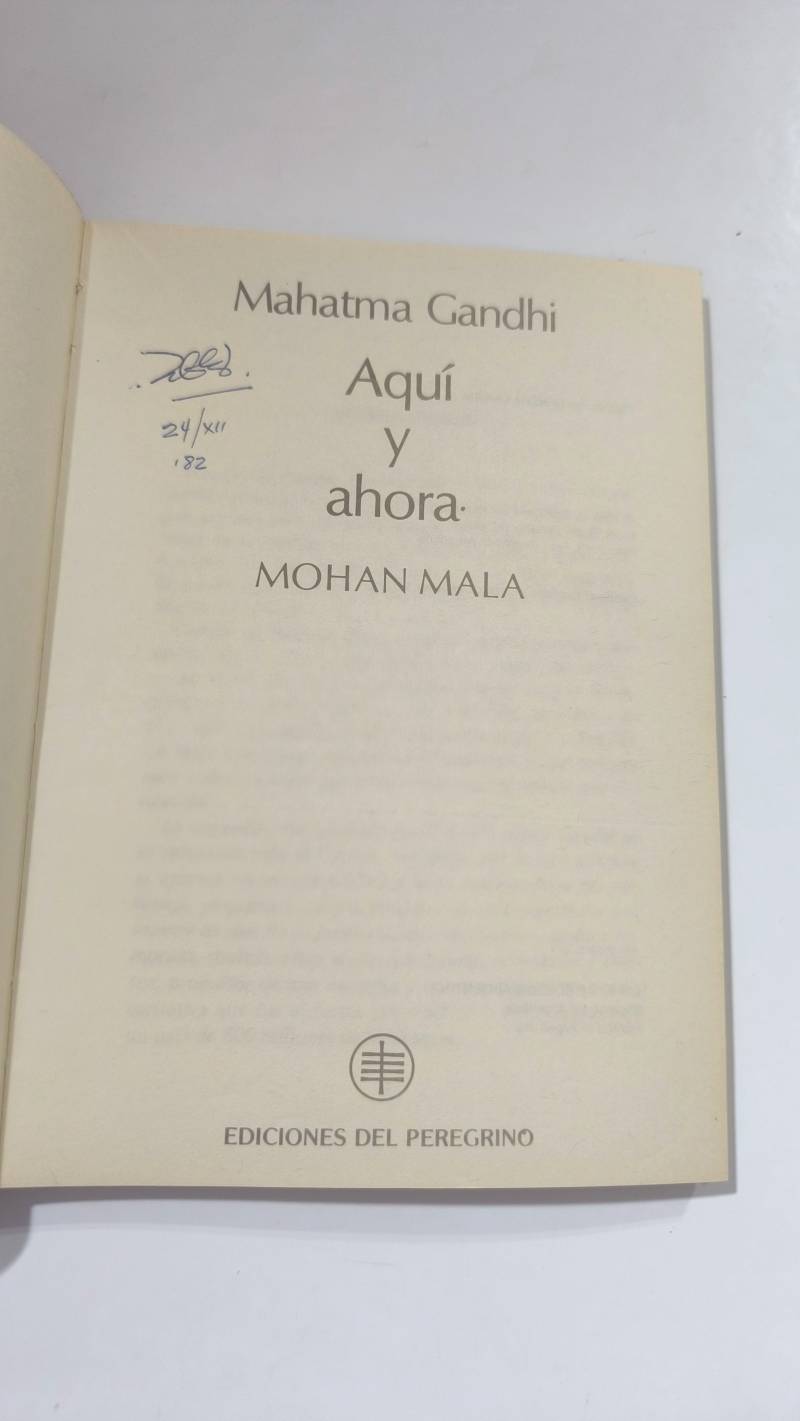 Mahatma Gandhi
Aquí
y
ahora
24/XII
'82
MOHAN MALA
EDICIONES DEL PEREGRINO